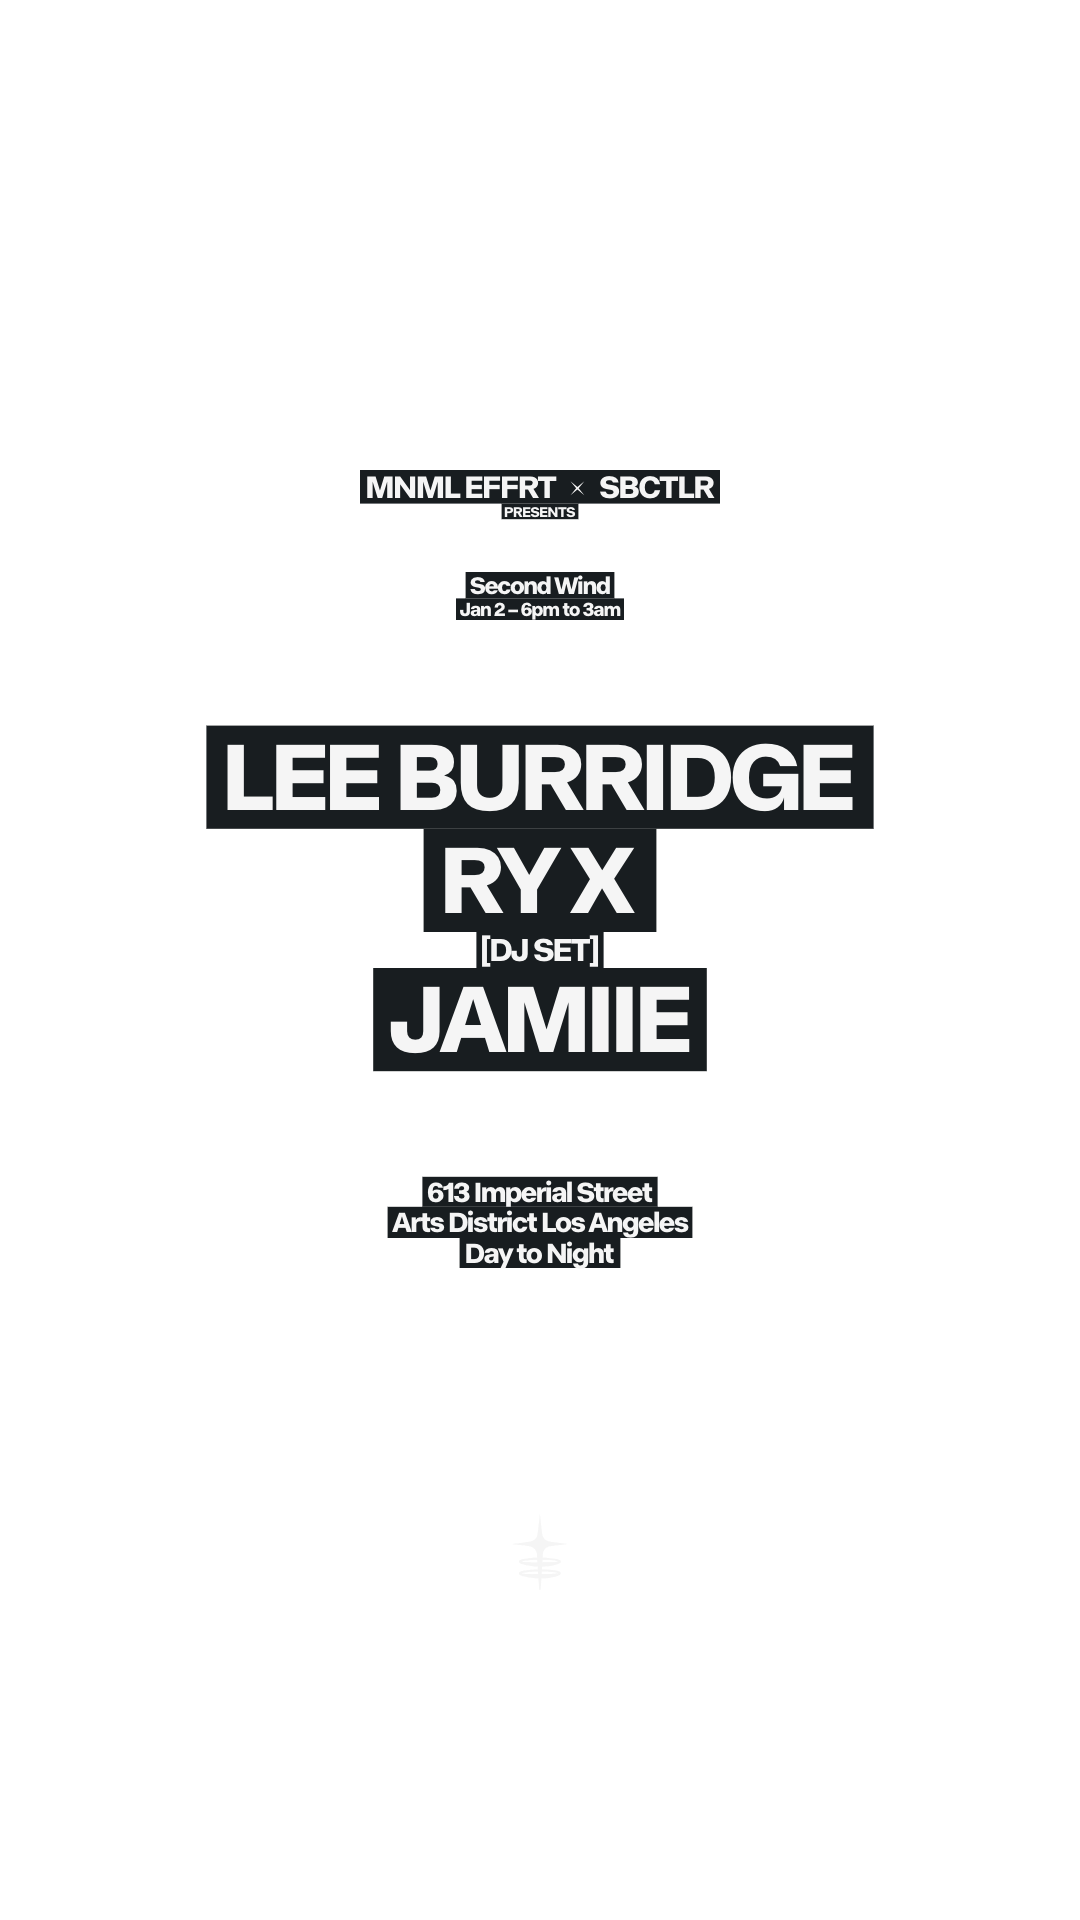 MNML EFFRT × SBCTLR
PRESENTS
Second Wind
Jan 2 – 6pm to 3am
LEE BURRIDGE
RY X
[DJ SET]
JAMIIE
613 Imperial Street
Arts District Los Angeles
Day to Night